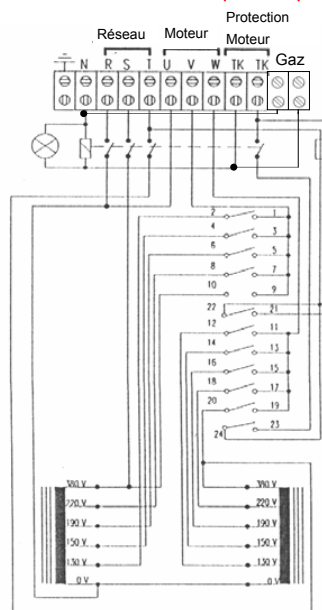 Protection
Réseau Moteur Moteur Gaz
N R S T U V W TK TK
2 1
4 3
6 5
8 7
10 9
22 21
12 11
14 13
16 15
18 17
20 19
24 23
380 V 380 V
220 V 220 V
190 V 190 V
150 V 150 V
130 V 130 V
0 V 0 V